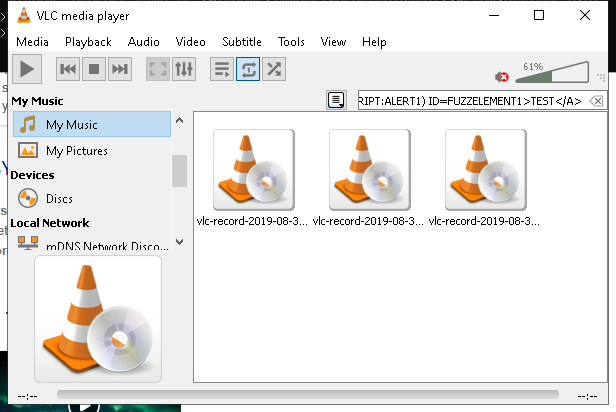 VLC media player
Media Playback Audio Video Subtitle Tools View Help
61%
My Music
RIPT:ALERT1) ID=FUZZELEMENT1>TEST</A>
My Music
My Pictures
Devices
Discs
Local Network
mDNS Network Disco...
vlc-record-2019-08-3... vlc-record-2019-08-3... vlc-record-2019-08-3...
--:-- --:--